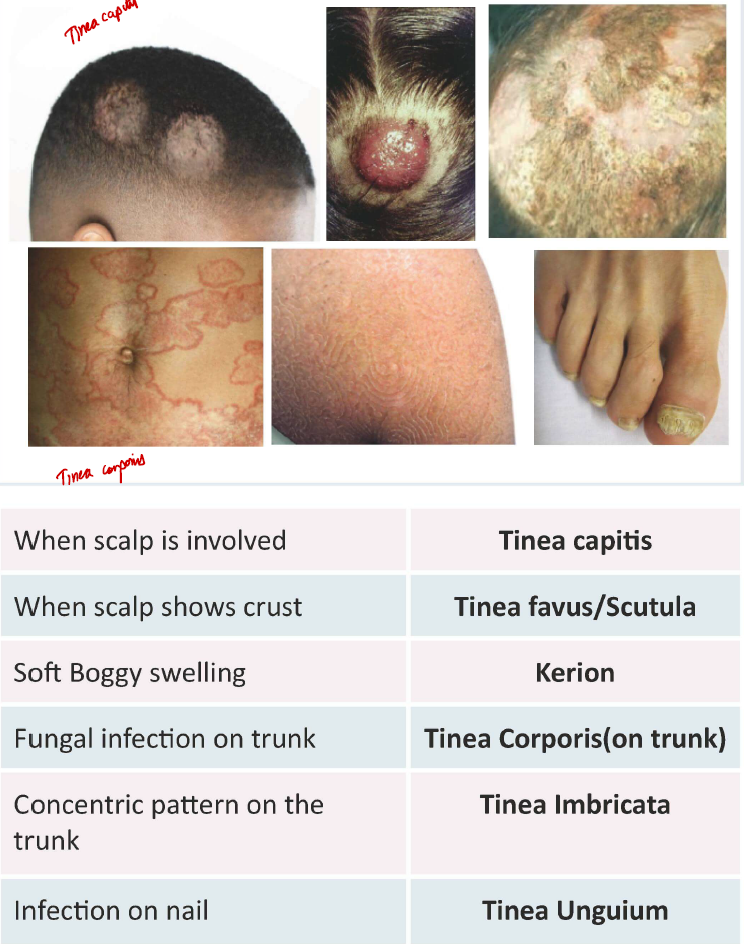 Tinea capitis
Tinea corporis
When scalp is involved
Tinea capitis
When scalp shows crust
Tinea favus/Scutula
Soft Boggy swelling
Kerion
Fungal infection on trunk
Tinea Corporis(on trunk)
Concentric pattern on the
trunk
Tinea Imbricata
Infection on nail
Tinea Unguium